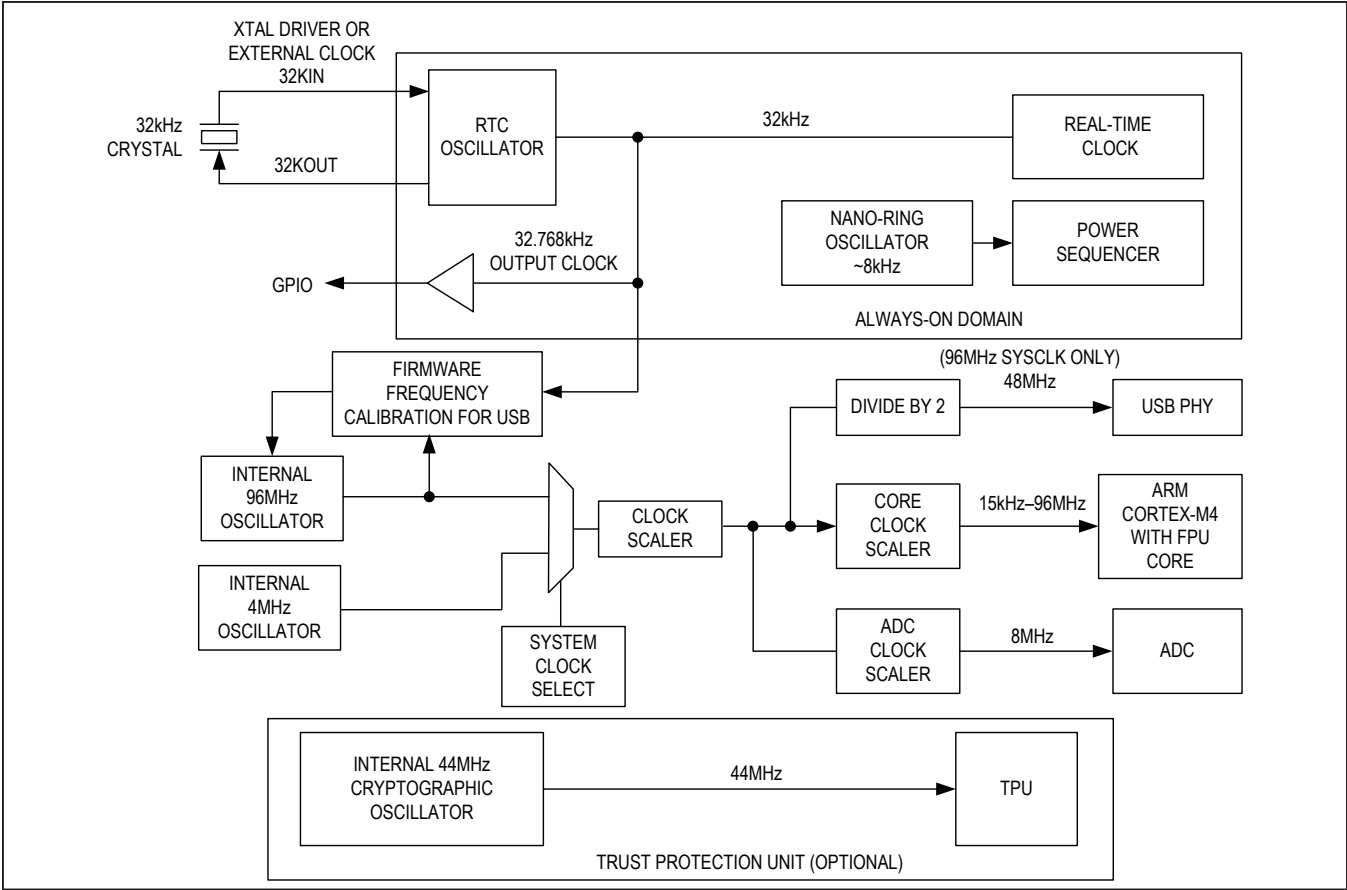 XTAL DRIVER OR
EXTERNAL CLOCK
32KIN
32kHz
CRYSTAL
32KOUT
RTC
OSCILLATOR
32kHz
REAL-TIME
CLOCK
NANO-RING
OSCILLATOR
~8kHz
POWER
SEQUENCER
32.768kHz
OUTPUT CLOCK
GPIO
ALWAYS-ON DOMAIN
FIRMWARE
FREQUENCY
CALIBRATION FOR USB
(96MHz SYSCLK ONLY)
48MHz
DIVIDE BY 2
USB PHY
INTERNAL
96MHz
OSCILLATOR
CLOCK
SCALER
CORE
CLOCK
SCALER
15kHz–96MHz
ARM
CORTEX-M4
WITH FPU
CORE
INTERNAL
4MHz
OSCILLATOR
SYSTEM
CLOCK
SELECT
ADC
CLOCK
SCALER
8MHz
ADC
INTERNAL 44MHz
CRYPTOGRAPHIC
OSCILLATOR
44MHz
TPU
TRUST PROTECTION UNIT (OPTIONAL)